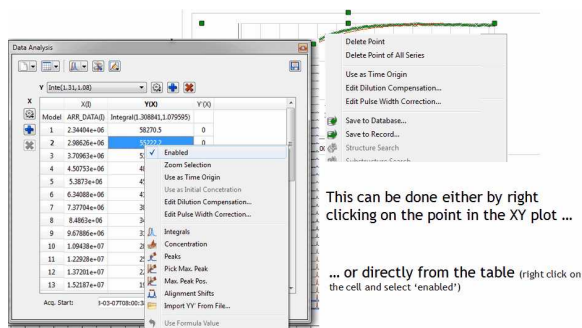 Data Analysis
Y Inte(1.31,1.08)
X
X(I) Y(X) Y'(X)
Model ARR_DATA(I) Integral(1.308841,1.079595)
1 2.34404e+06 58270.5 0
2 2.98626e+06 55222.2 0
3 3.70963e+06
4 4.50753e+06
5 5.3873e+06
6 6.34088e+06
7 7.37704e+06
8 8.4863e+06
9 9.67886e+06
10 1.09438e+07
11 1.22928e+07
12 1.37201e+07
13 1.52187e+07
Acq. Start:
Enabled
Zoom Selection
Use as Time Origin
Use as Initial Concetration
Edit Dilution Compensation...
Edit Pulse Width Correction...
Integrals
Concentration
Peaks
Pick Max. Peak
Max. Peak Pos.
Alignment Shifts
Import YY' From File...
Use Formula Value
Delete Point
Delete Point of All Series
Use as Time Origin
Edit Dilution Compensation...
Edit Pulse Width Correction...
Save to Database...
Save to Record...
Structure Search
Substructure Search
This can be done either by right
clicking on the point in the XY plot ...
... or directly from the table (right click on
the cell and select ‘enabled’)